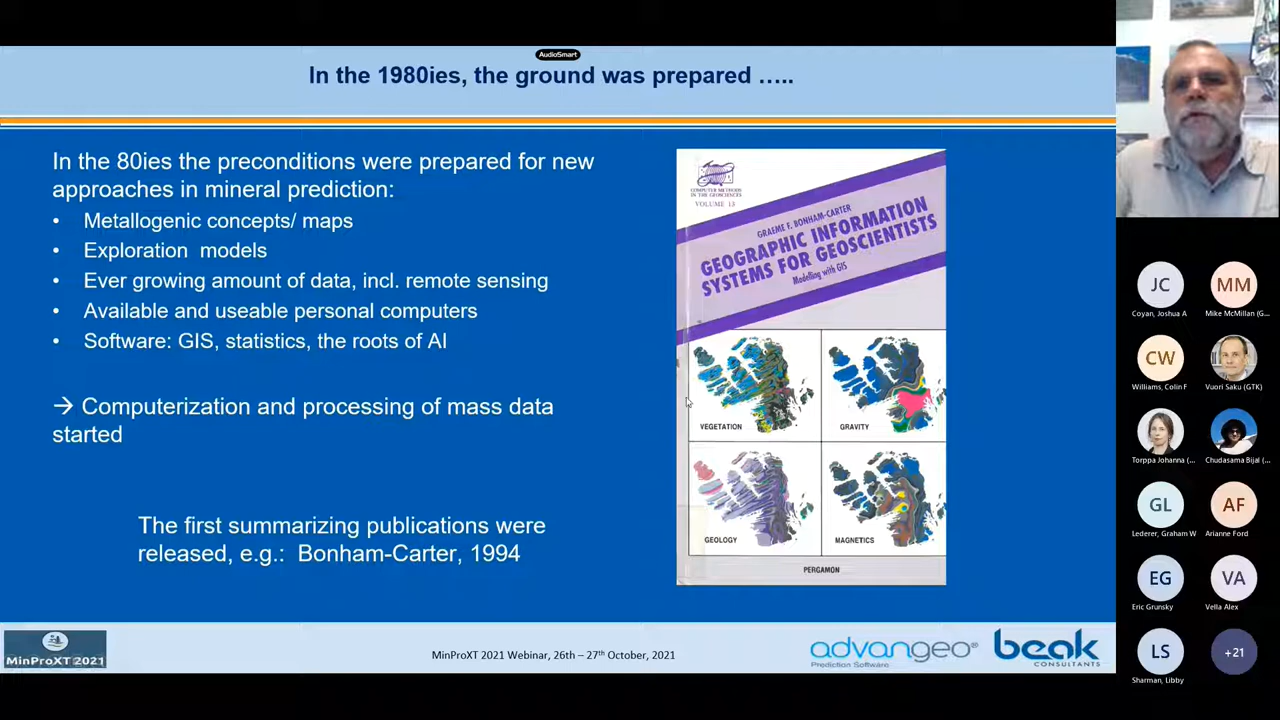 AudioSmart
In the 1980ies, the ground was prepared …..
In the 80ies the preconditions were prepared for new
approaches in mineral prediction:
• Metallogenic concepts/ maps
• Exploration models
• Ever growing amount of data, incl. remote sensing
• Available and useable personal computers
• Software: GIS, statistics, the roots of AI
→ Computerization and processing of mass data
started
The first summarizing publications were
released, e.g.: Bonham-Carter, 1994
COMPUTER METHODS
IN THE GEOSCIENCES
VOLUME 13
GRAEME F. BONHAM-CARTER
GEOGRAPHIC INFORMATION
SYSTEMS FOR GEOSCIENTISTS
Modelling with GIS
VEGETATION
GRAVITY
GEOLOGY
MAGNETICS
PERGAMON
MinProXT 2021
MinProXT 2021 Webinar, 26th – 27th October, 2021
advangeo®
Prediction Software
beak
CONSULTANTS
JC
MM
Coyan, Joshua A
Mike McMillan (G...
CW
Williams, Colin F
Vuori Saku (GTK)
Torppa Johanna (...
Chudasama Bijal (...
GL
AF
Lederer, Graham W
Arianne Ford
EG
VA
Eric Grunsky
Vella Alex
LS
+21
Sharman, Libby